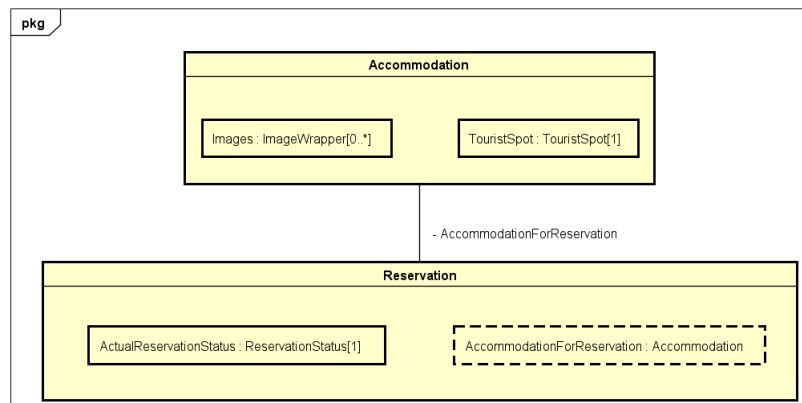 pkg
Accommodation
Images : ImageWrapper[0..*]
TouristSpot : TouristSpot[1]
- AccommodationForReservation
Reservation
ActualReservationStatus : ReservationStatus[1]
AccommodationForReservation : Accommodation